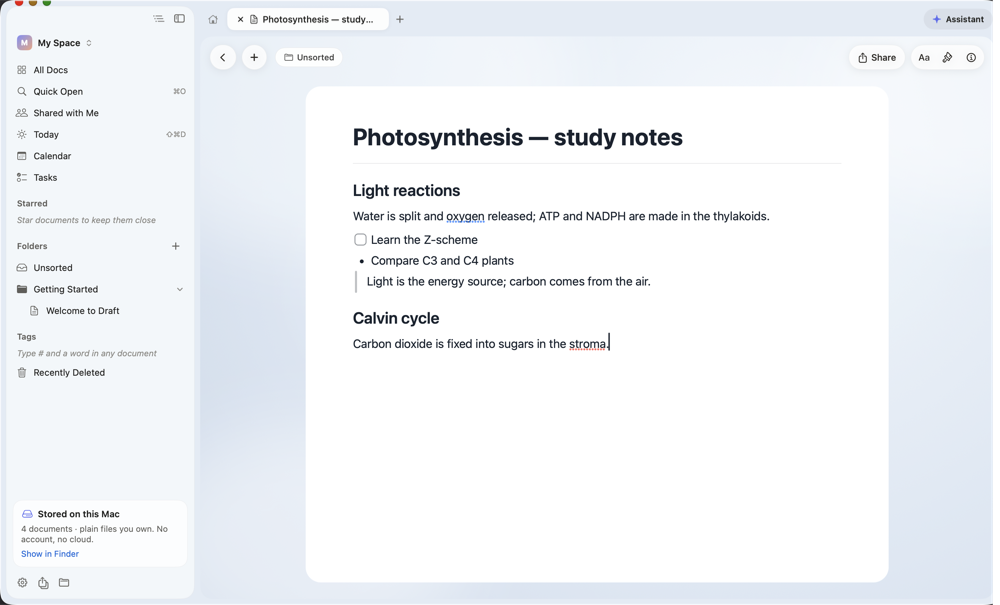 Photosynthesis — study...
Assistant
M My Space
All Docs
Quick Open ⌘O
Shared with Me
Today ⇧⌘D
Calendar
Tasks
Starred
Star documents to keep them close
Folders
Unsorted
Getting Started
Welcome to Draft
Tags
Type # and a word in any document
Recently Deleted
Stored on this Mac
4 documents · plain files you own. No
account, no cloud.
Show in Finder
Unsorted
Share
Aa
Photosynthesis — study notes
Light reactions
Water is split and oxygen released; ATP and NADPH are made in the thylakoids.
Learn the Z-scheme
• Compare C3 and C4 plants
Light is the energy source; carbon comes from the air.
Calvin cycle
Carbon dioxide is fixed into sugars in the stroma.